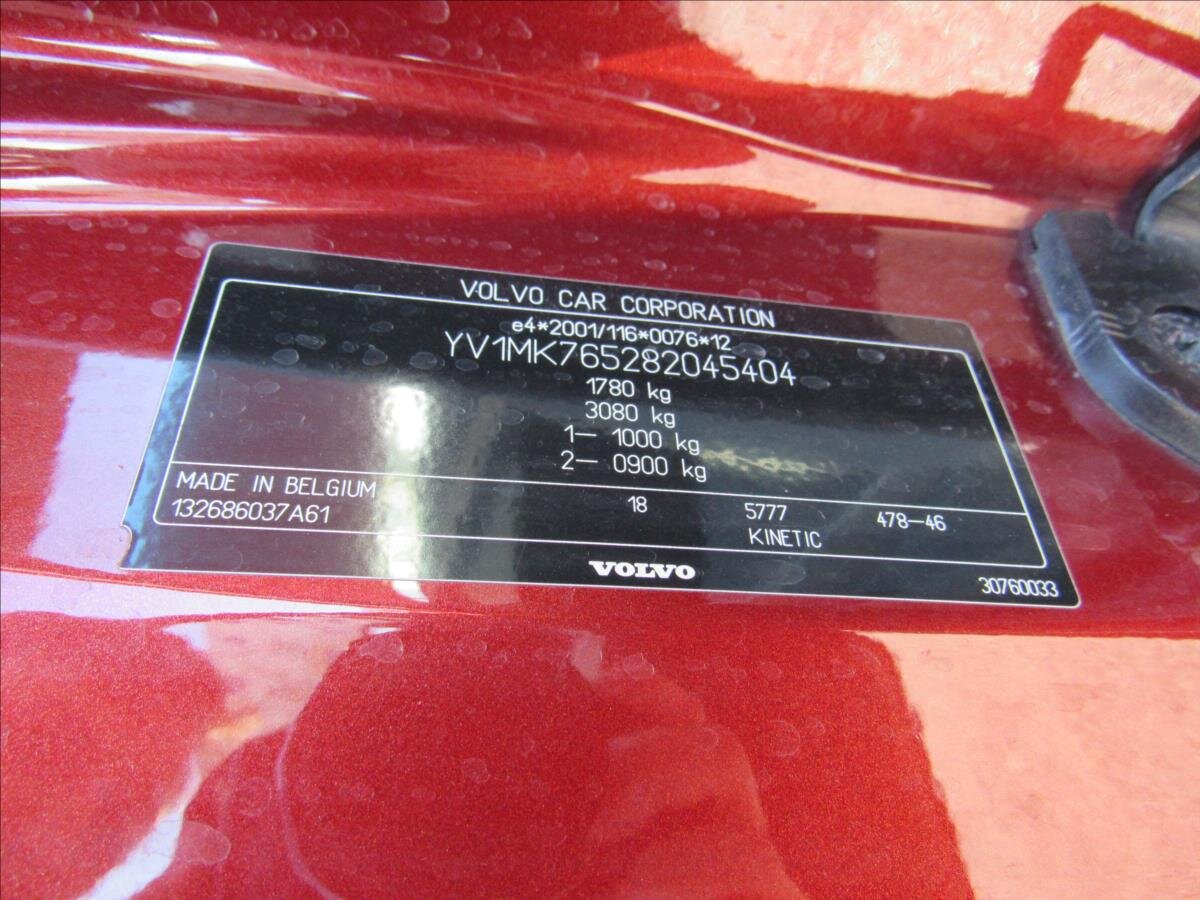 VOLVO CAR CORPORATION
e4*2001/116*0076*12
YV1MK765282045404
1780 kg
3080 kg
1— 1000 kg
2— 0900 kg
MADE IN BELGIUM 18 5777 478—46
132686037A61 KINETIC
VOLVO
30760033